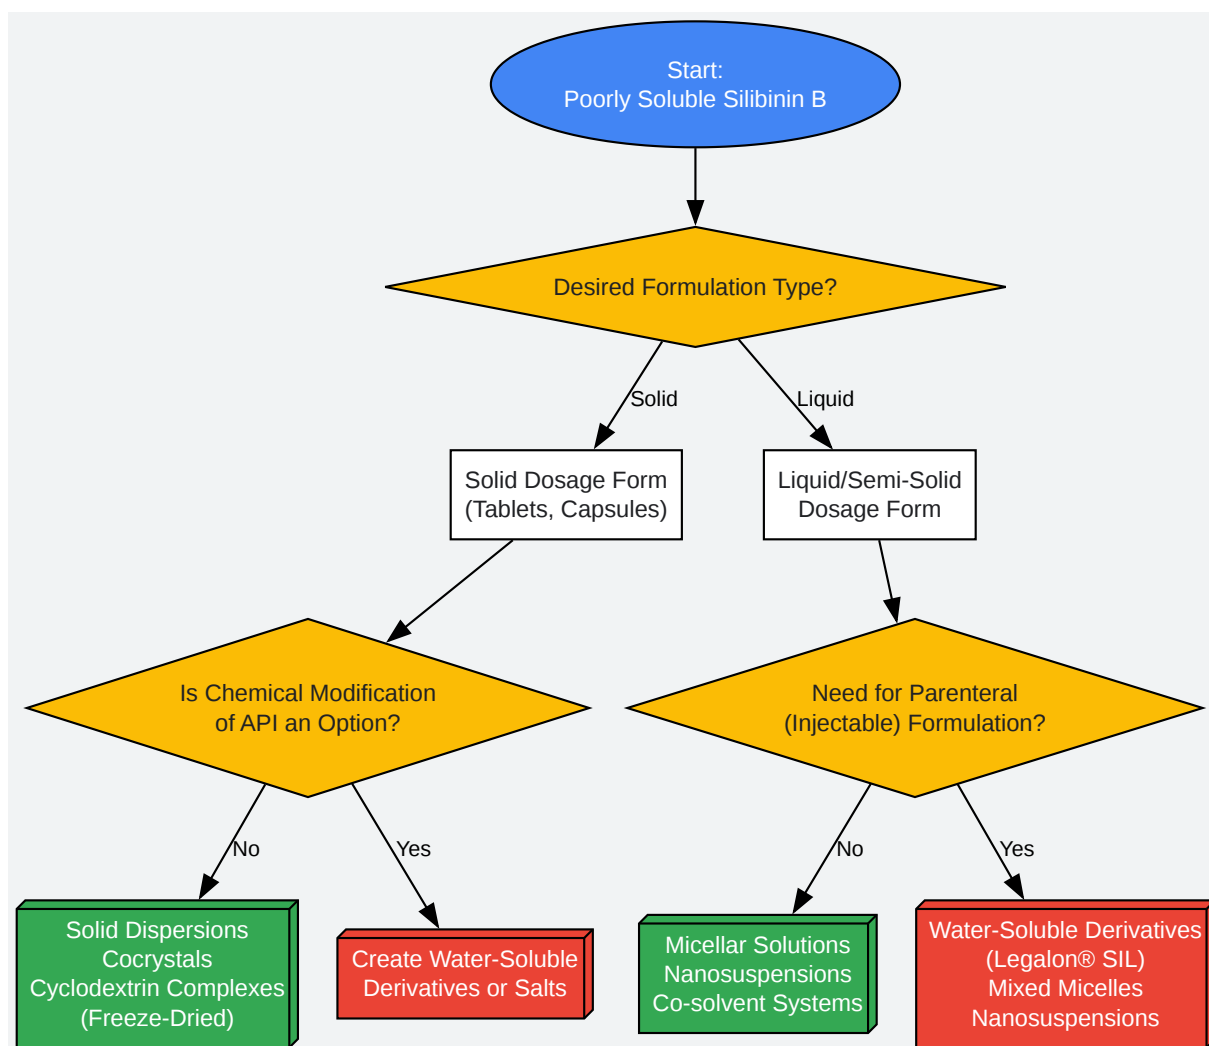 Start:
Poorly Soluble Silibinin B
Desired Formulation Type?
Solid
Liquid
Solid Dosage Form
(Tablets, Capsules)
Liquid/Semi-Solid
Dosage Form
Is Chemical Modification
of API an Option?
Need for Parenteral
(Injectable) Formulation?
No
Yes
No
Yes
Solid Dispersions
Cocrystals
Cyclodextrin Complexes
(Freeze-Dried)
Create Water-Soluble
Derivatives or Salts
Micellar Solutions
Nanosuspensions
Co-solvent Systems
Water-Soluble Derivatives
(Legalon® SIL)
Mixed Micelles
Nanosuspensions